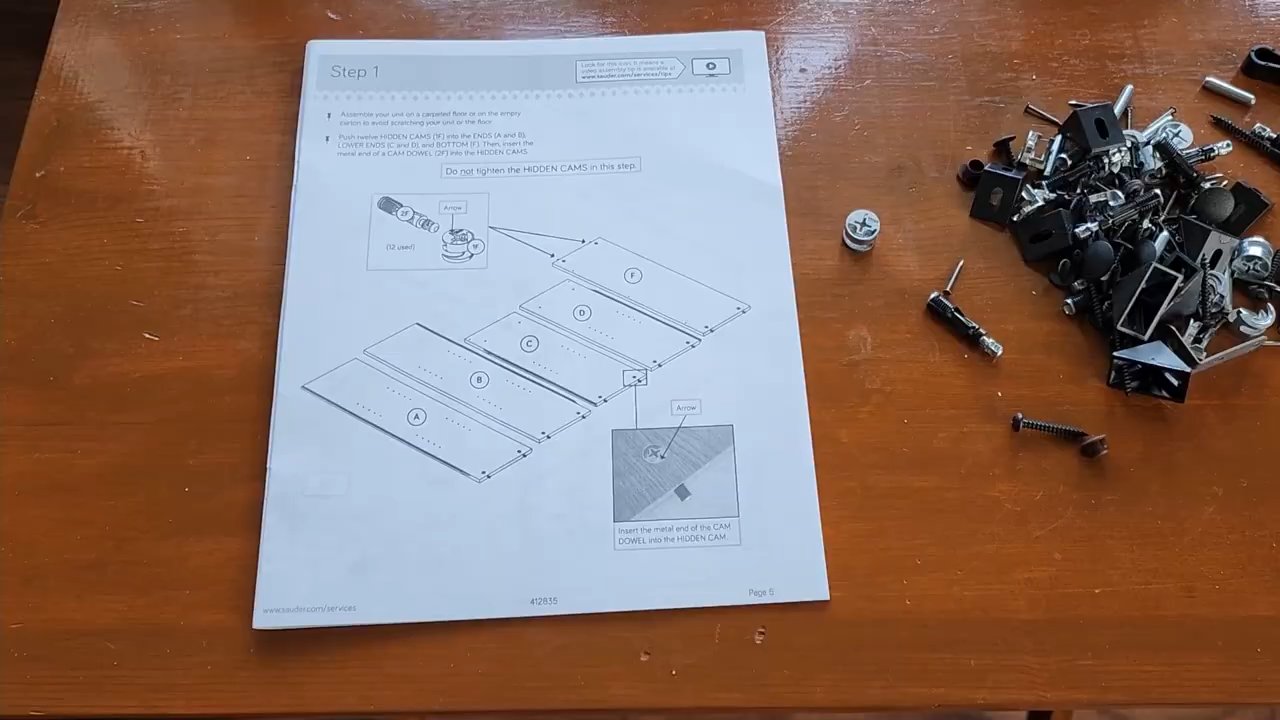 Step 1
Look for this icon. It means a
video assembly tip is available at
www.sauder.com/services/tips
Assemble your unit on a carpeted floor or on the empty
carton to avoid scratching your unit or the floor.
Push twelve HIDDEN CAMS (1F) into the ENDS (A and B),
LOWER ENDS (C and D), and BOTTOM (F). Then, insert the
metal end of a CAM DOWEL (2F) into the HIDDEN CAMS.
Do not tighten the HIDDEN CAMS in this step.
2F
Arrow
1F
(12 used)
F
D
C
B
A
Arrow
Insert the metal end of the CAM
DOWEL into the HIDDEN CAM.
www.sauder.com/services
412835
Page 5